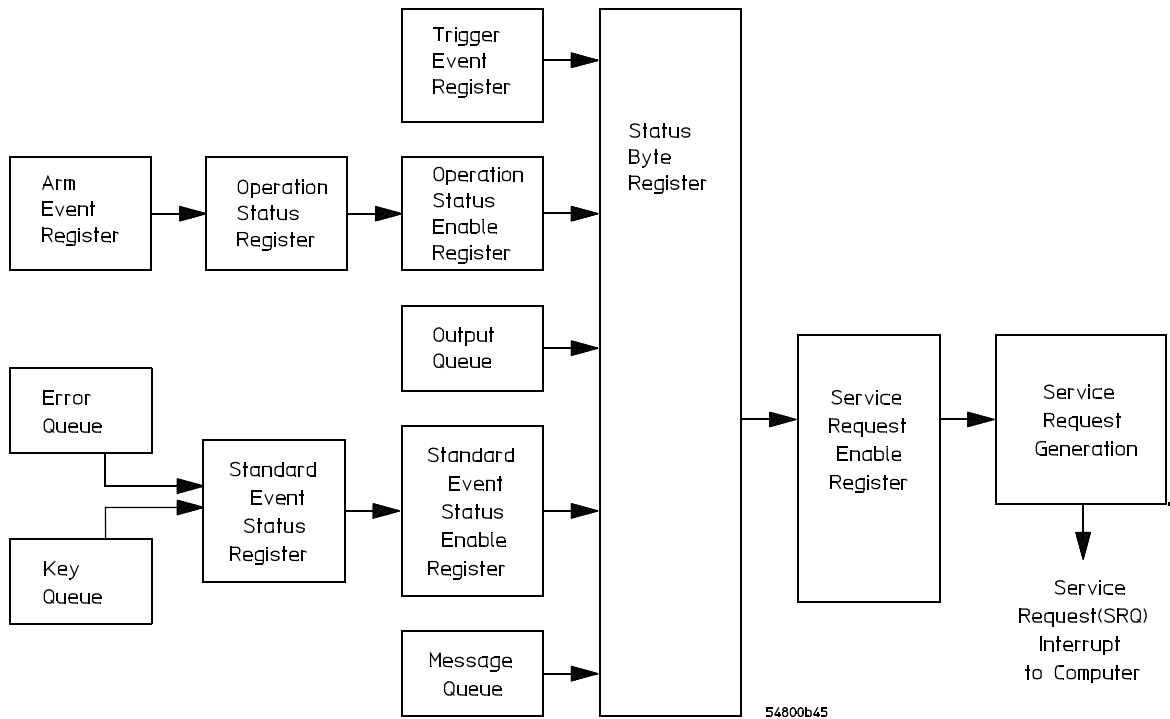 Trigger
Event
Register
Status
Byte
Register
Arm
Event
Register
Operation
Status
Register
Operation
Status
Enable
Register
Output
Queue
Error
Queue
Key
Queue
Standard
Event
Status
Register
Standard
Event
Status
Enable
Register
Message
Queue
Service
Request
Enable
Register
Service
Request
Generation
Service
Request(SRQ)
Interrupt
to Computer
54800b45